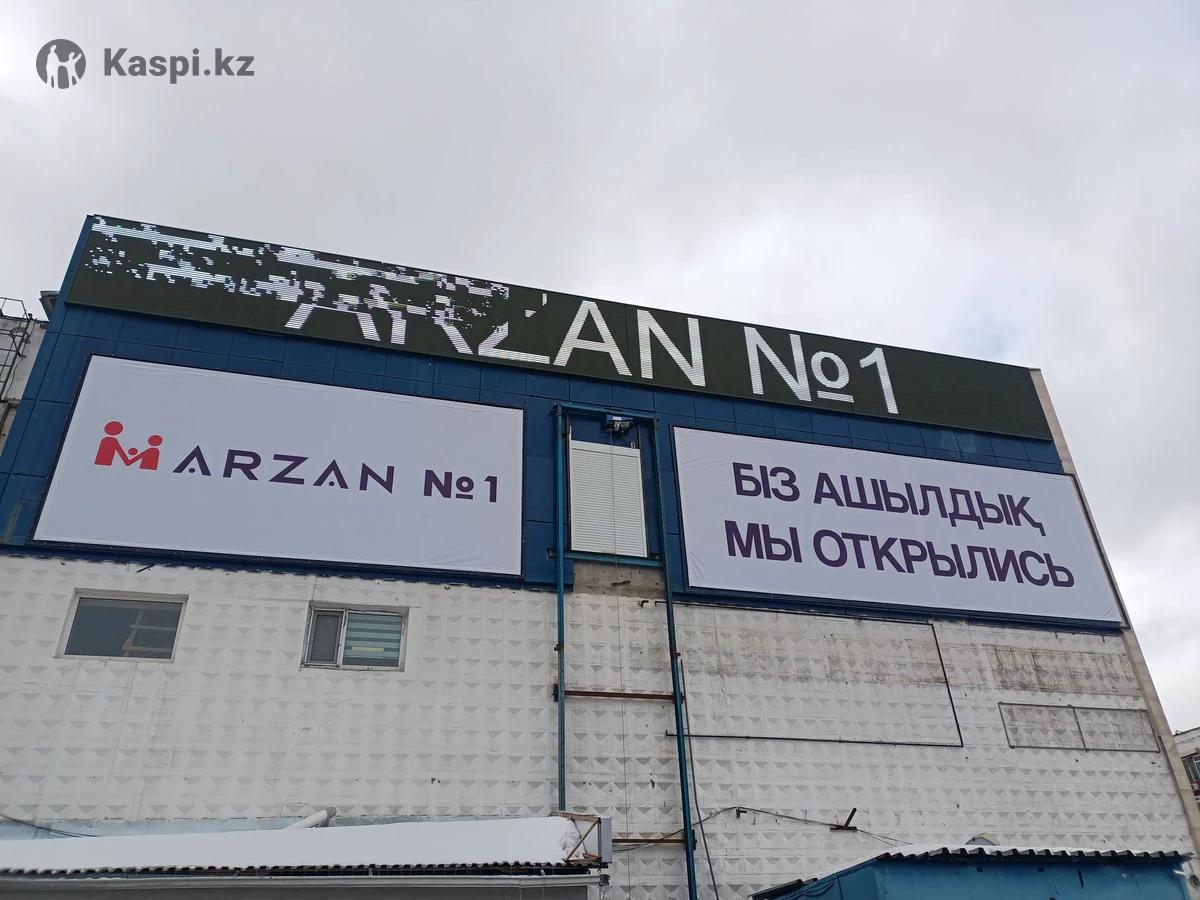 Kaspi.kz
ARZAN №1
ARZAN №1
БІЗ АШЫЛДЫҚ
МЫ ОТКРЫЛИСЬ